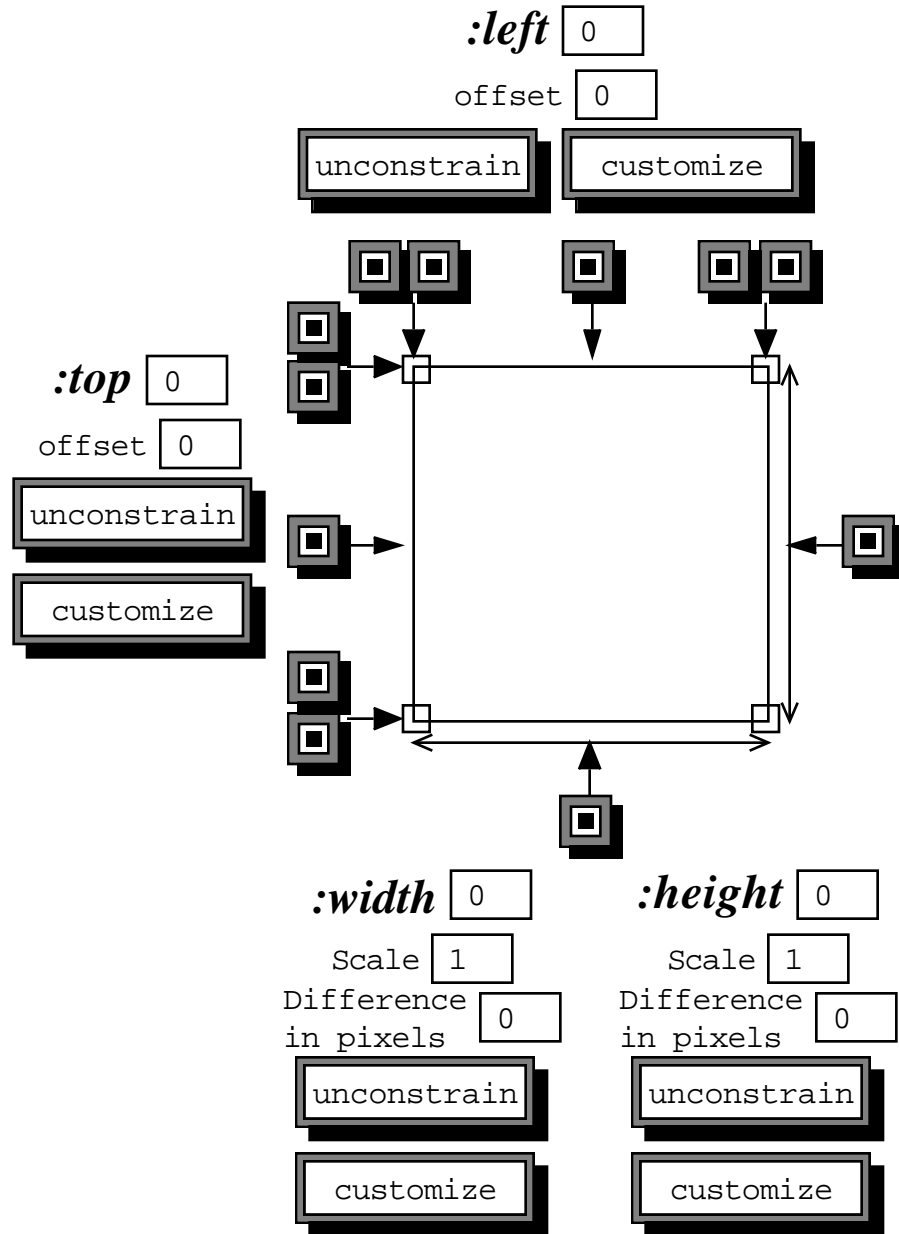 :left 0
offset 0
unconstrain customize
:top 0
offset 0
unconstrain
customize
:width 0
Scale 1
Difference
in pixels 0
unconstrain
customize
:height 0
Scale 1
Difference
in pixels 0
unconstrain
customize